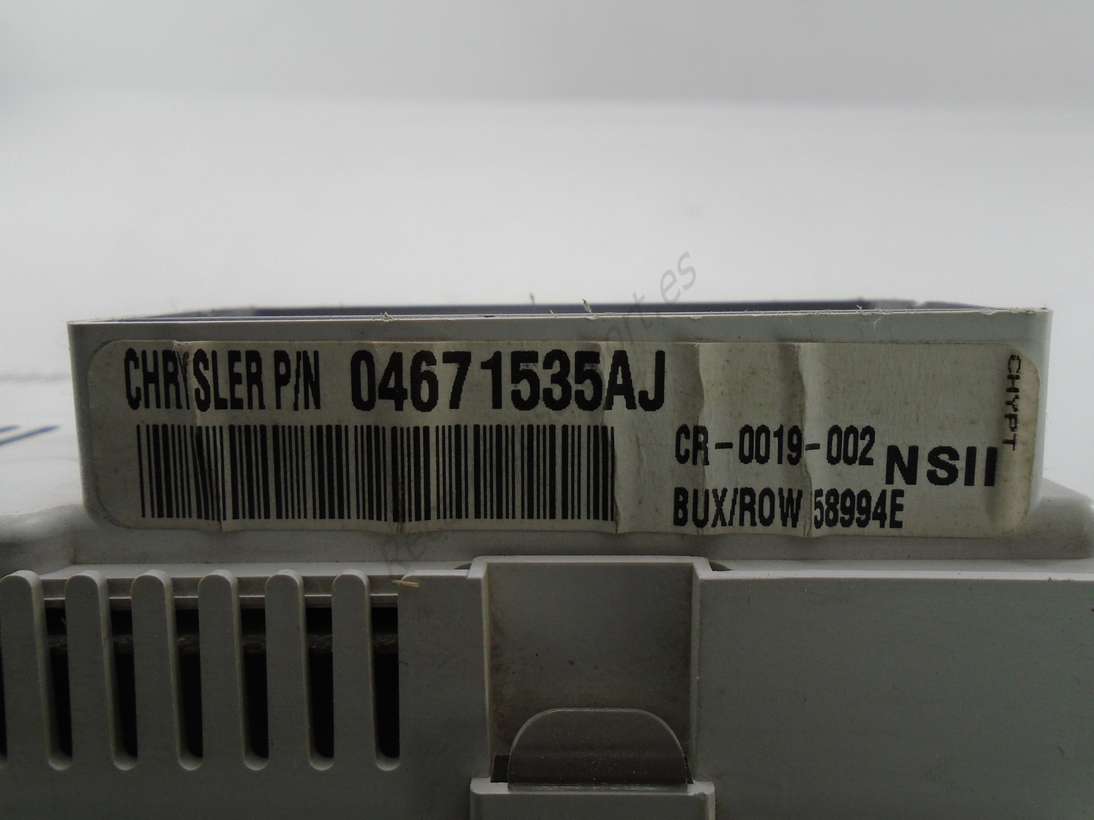 CHRYSLER P/N 04671535AJ
CR-0019-002 NSII
BUX/ROW 58994E
CHYPT